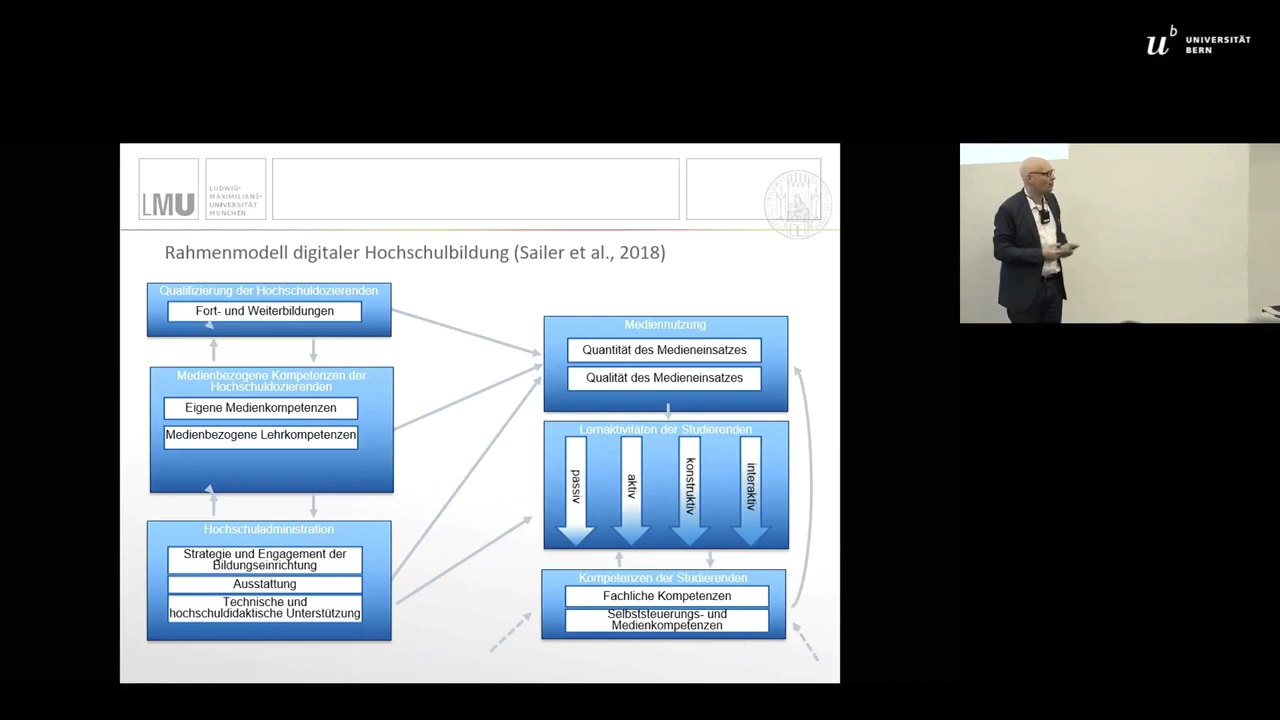 u b UNIVERSITÄT
BERN
LMU
LUDWIG-
MAXIMILIANS-
UNIVERSITÄT
MÜNCHEN
Rahmenmodell digitaler Hochschulbildung (Sailer et al., 2018)
Qualifizierung der Hochschuldozierenden
Fort- und Weiterbildungen
Medienbezogene Kompetenzen der
Hochschuldozierenden
Eigene Medienkompetenzen
Medienbezogene Lehrkompetenzen
Hochschuladministration
Strategie und Engagement der
Bildungseinrichtung
Ausstattung
Technische und
hochschuldidaktische Unterstützung
Mediennutzung
Quantität des Medieneinsatzes
Qualität des Medieneinsatzes
Lernaktivitäten der Studierenden
passiv
aktiv
konstruktiv
interaktiv
Kompetenzen der Studierenden
Fachliche Kompetenzen
Selbststeuerungs- und
Medienkompetenzen